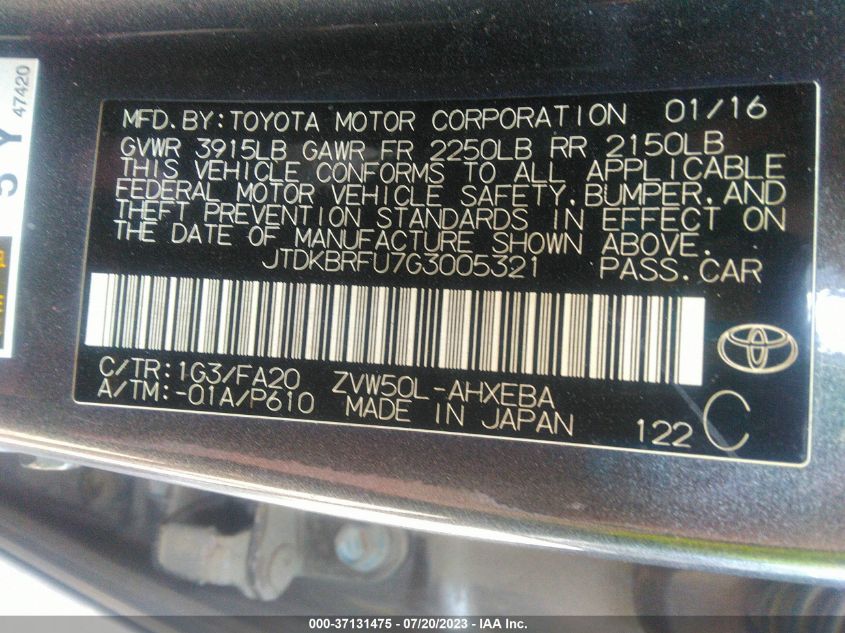 MFD.BY:TOYOTA MOTOR CORPORATION 01/16
GVWR 3915LB GAWR FR 2250LB RR 2150LB
THIS VEHICLE CONFORMS TO ALL APPLICABLE
FEDERAL MOTOR VEHICLE SAFETY,BUMPER,AND
THEFT PREVENTION STANDARDS IN EFFECT ON
THE DATE OF MANUFACTURE SHOWN ABOVE.
JTDKBRFU7G3005321 PASS.CAR
C/TR:1G3/FA20 ZVW50L-AHXEBA
A/TM:-01A/P610 MADE IN JAPAN
122 C
47420
5 Y
000-37131475 - 07/20/2023 - IAA Inc.